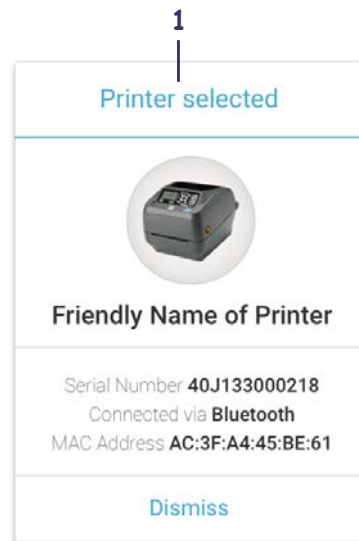 1
Printer selected
Friendly Name of Printer
Serial Number 40J133000218
Connected via Bluetooth
MAC Address AC:3F:A4:45:BE:61
Dismiss